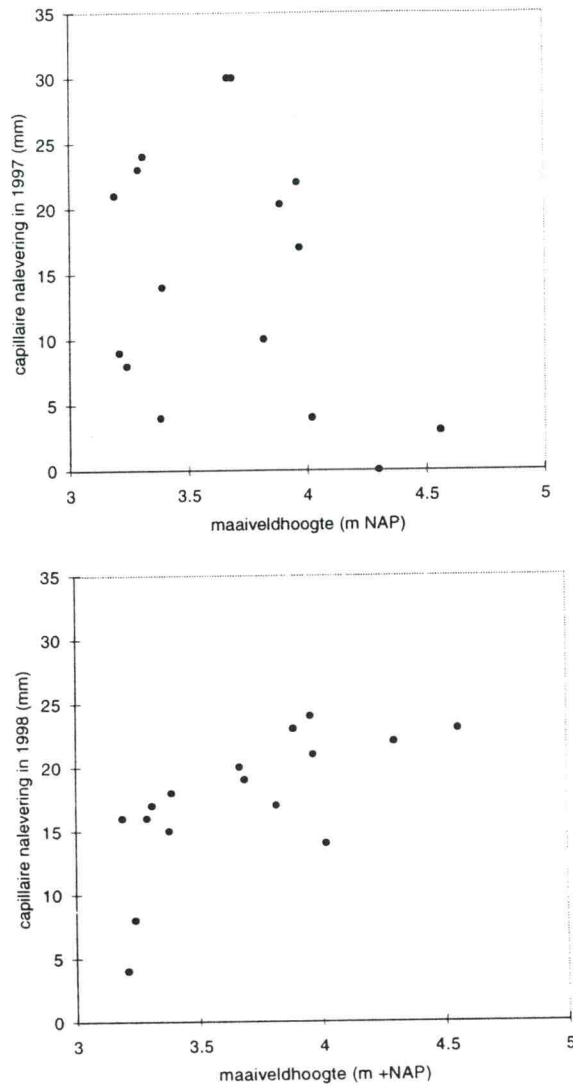 35
30
25
20
15
10
5
0
capillaire nalevering in 1997 (mm)
3 3.5 4 4.5 5
maaiveldhoogte (m NAP)
35
30
25
20
15
10
5
0
capillaire nalevering in 1998 (mm)
3 3.5 4 4.5 5
maaiveldhoogte (m +NAP)